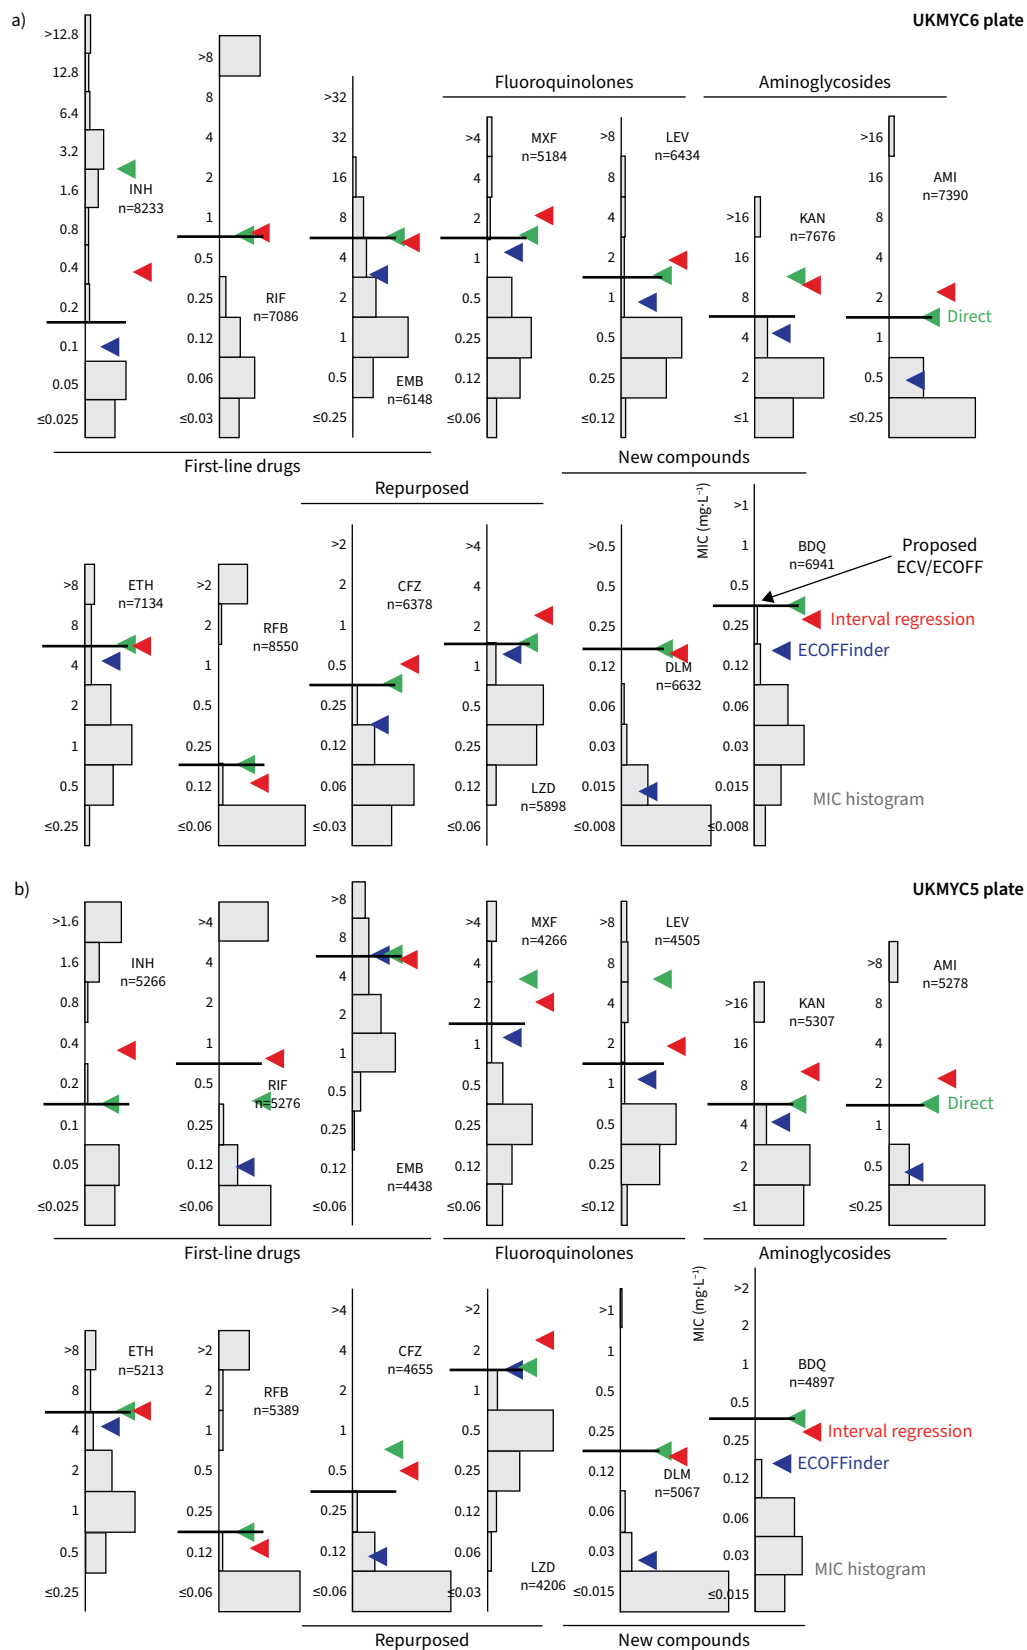 a)
UKMYC6 plate
>12.8
12.8
6.4
3.2
1.6
0.8
0.4
0.2
0.1
0.05
≤0.025
INH
n=8233
>8
8
4
2
1
0.5
0.25
0.12
0.06
≤0.03
RIF
n=7086
>32
32
16
8
4
2
1
0.5
≤0.25
EMB
n=6148
First-line drugs
Fluoroquinolones
>4
4
2
1
0.5
0.25
0.12
≤0.06
MXF
n=5184
>8
8
4
2
1
0.5
0.25
≤0.12
LEV
n=6434
Aminoglycosides
>16
16
8
4
2
≤1
KAN
n=7676
>16
16
8
4
2
1
0.5
≤0.25
AMI
n=7390
Direct
>8
8
4
2
1
0.5
≤0.25
ETH
n=7134
>2
2
1
0.5
0.25
0.12
≤0.06
RFB
n=8550
Repurposed
>2
2
1
0.5
0.25
0.12
0.06
≤0.03
CFZ
n=6378
>4
4
2
1
0.5
0.25
0.12
≤0.06
LZD
n=5898
New compounds
>0.5
0.5
0.25
0.12
0.06
0.03
0.015
≤0.008
DLM
n=6632
MIC (mg·L⁻¹)
>1
1
0.5
0.25
0.12
0.06
0.03
0.015
≤0.008
BDQ
n=6941
Proposed
ECV/ECOFF
Interval regression
ECOFFinder
MIC histogram
b)
UKMYC5 plate
>1.6
1.6
0.8
0.4
0.2
0.1
0.05
≤0.025
INH
n=5266
>4
4
2
1
0.5
0.25
0.12
≤0.06
RIF
n=5276
>8
8
4
2
1
0.5
0.25
0.12
≤0.06
EMB
n=4438
First-line drugs
>4
4
2
1
0.5
0.25
0.12
≤0.06
MXF
n=4266
>8
8
4
2
1
0.5
0.25
≤0.12
LEV
n=4505
Fluoroquinolones
>16
16
8
4
2
≤1
KAN
n=5307
>8
8
4
2
1
0.5
≤0.25
AMI
n=5278
Direct
Aminoglycosides
>8
8
4
2
1
0.5
≤0.25
ETH
n=5213
>2
2
1
0.5
0.25
0.12
≤0.06
RFB
n=5389
>4
4
2
1
0.5
0.25
0.12
≤0.06
CFZ
n=4655
>2
2
1
0.5
0.25
0.12
0.06
≤0.03
LZD
n=4206
Repurposed
>1
1
0.5
0.25
0.12
0.06
0.03
≤0.015
DLM
n=5067
MIC (mg·L⁻¹)
>2
2
1
0.5
0.25
0.12
0.06
0.03
≤0.015
BDQ
n=4897
Interval regression
ECOFFinder
MIC histogram
New compounds